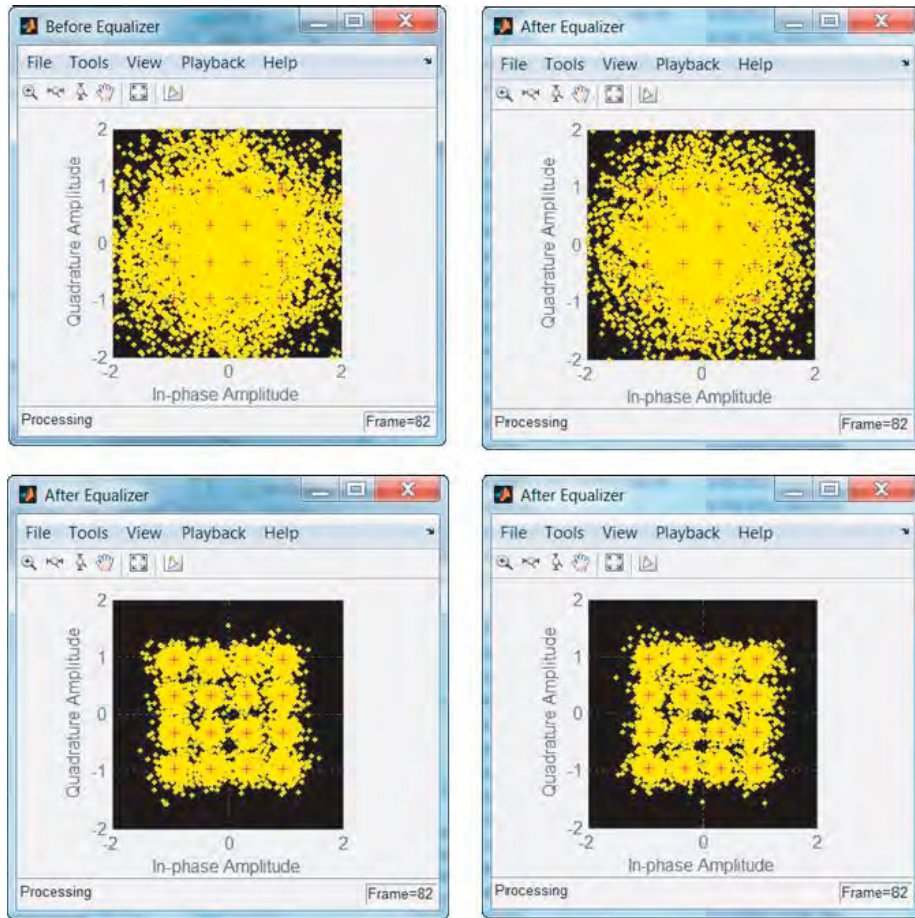 Before Equalizer
File Tools View Playback Help
2
1
0
-1
-2
Quadrature Amplitude
-2 0 2
In-phase Amplitude
Processing Frame=82
After Equalizer
File Tools View Playback Help
2
1
0
-1
-2
Quadrature Amplitude
-2 0 2
In-phase Amplitude
Processing Frame=82
After Equalizer
File Tools View Playback Help
2
1
0
-1
-2
Quadrature Amplitude
-2 0 2
In-phase Amplitude
Processing Frame=82
After Equalizer
File Tools View Playback Help
2
1
0
-1
-2
Quadrature Amplitude
-2 0 2
In-phase Amplitude
Processing Frame=82